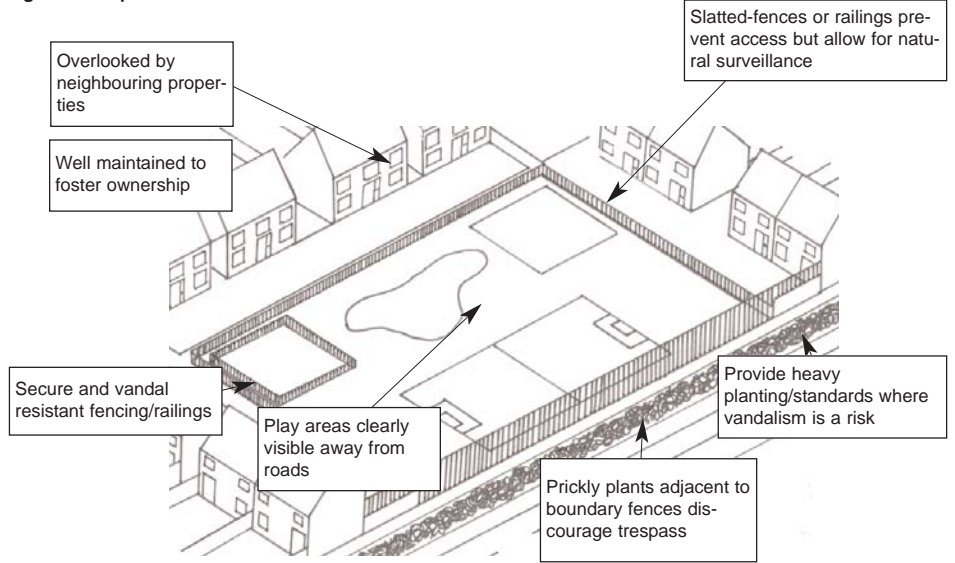 Overlooked by
neighbouring proper-
ties
Well maintained to
foster ownership
Slatted-fences or railings pre-
vent access but allow for natu-
ral surveillance
Secure and vandal
resistant fencing/railings
Play areas clearly
visible away from
roads
Provide heavy
planting/standards where
vandalism is a risk
Prickly plants adjacent to
boundary fences dis-
courage trespass